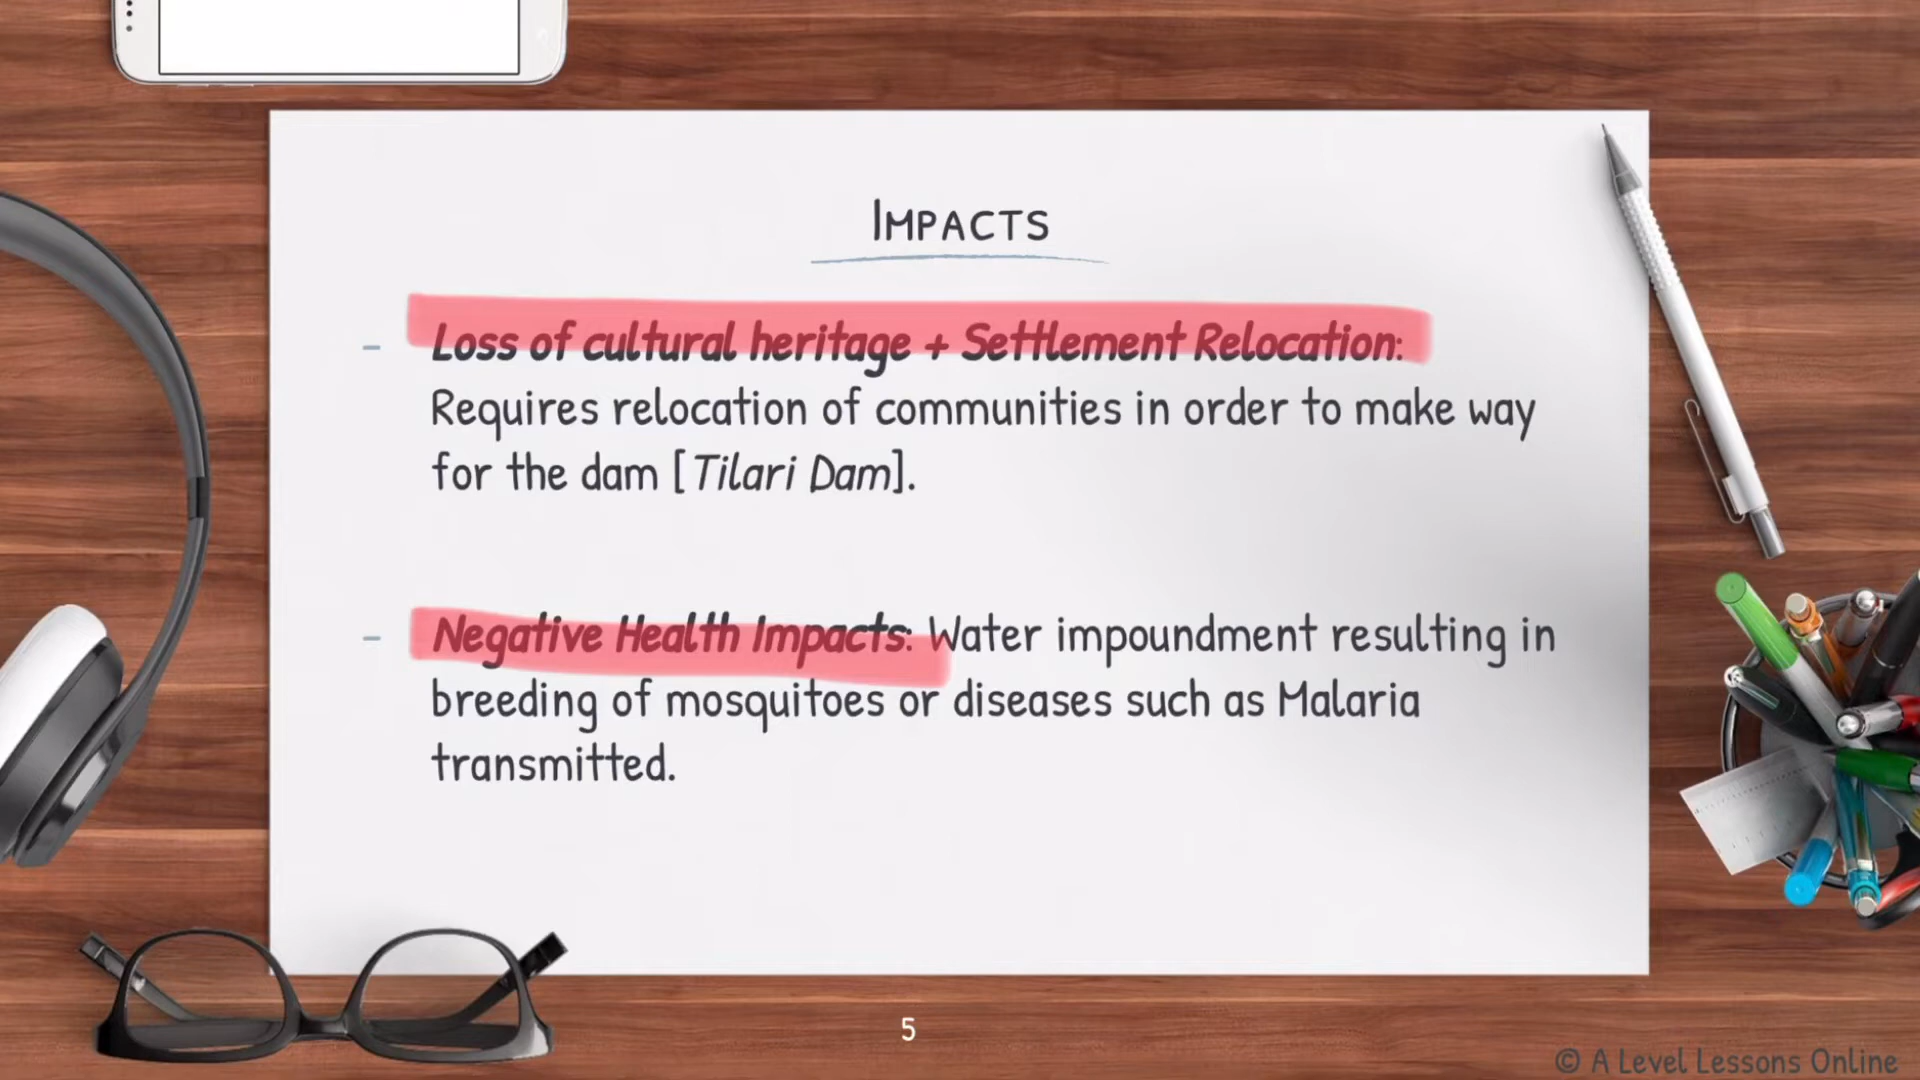 IMPACTS
- Loss of cultural heritage + Settlement Relocation:
Requires relocation of communities in order to make way
for the dam [Tilari Dam].
- Negative Health Impacts: Water impoundment resulting in
breeding of mosquitoes or diseases such as Malaria
transmitted.
5
© A Level Lessons Online